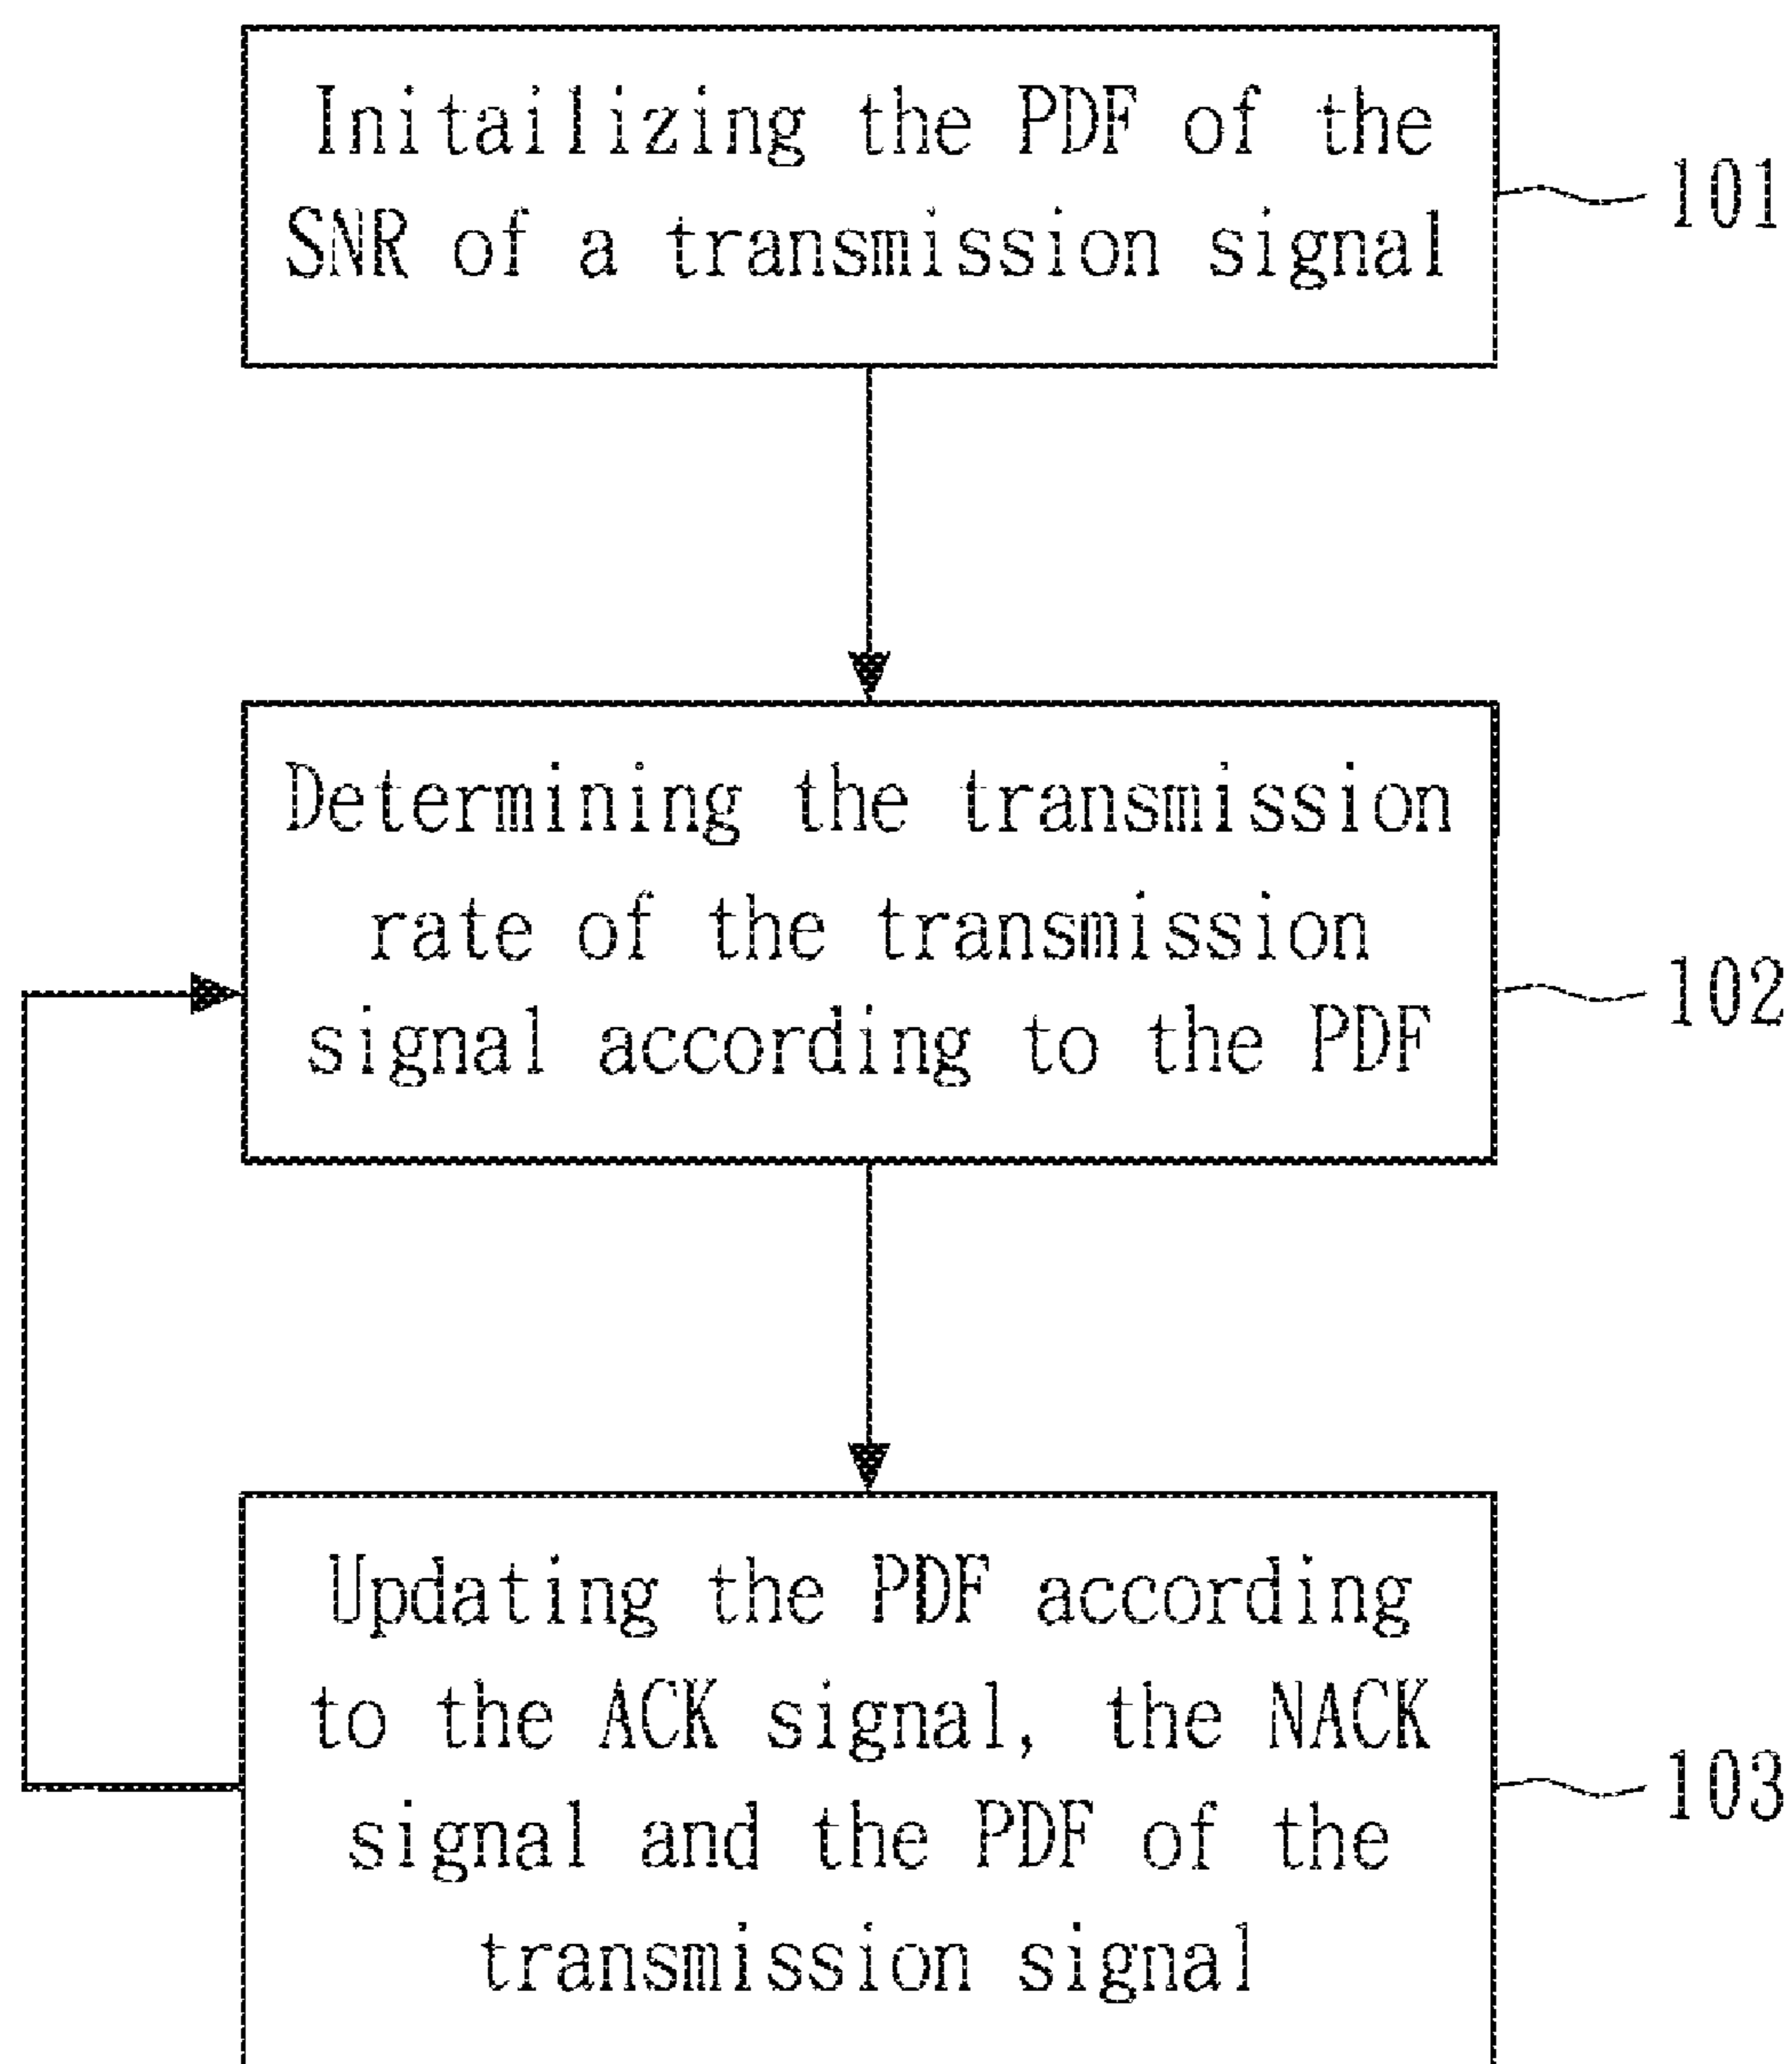 Initailizing the PDF of the
SNR of a transmission signal
101
Determining the transmission
rate of the transmission
signal according to the PDF
102
Updating the PDF according
to the ACK signal, the NACK
signal and the PDF of the
transmission signal
103